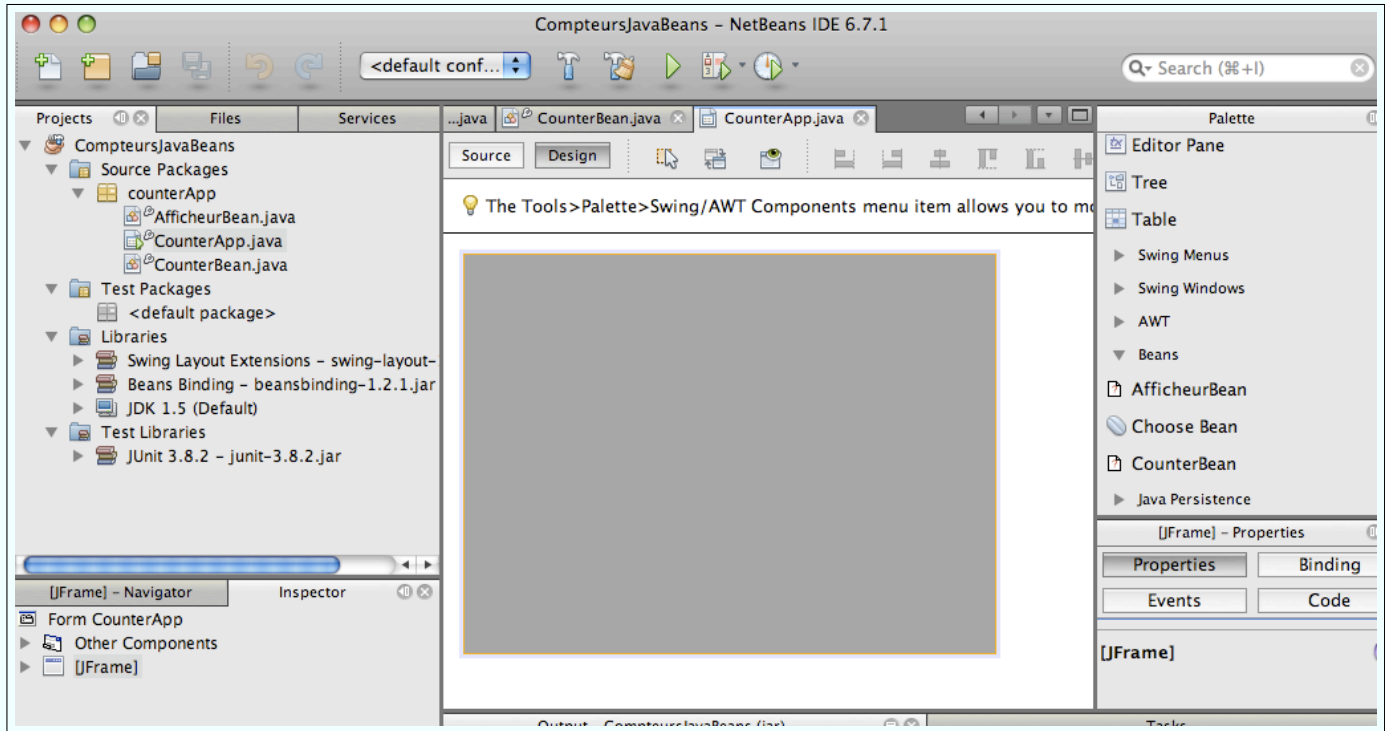 CompteursJavaBeans – NetBeans IDE 6.7.1
<default conf...
Search (⌘+I)
Projects
Files
Services
CompteursJavaBeans
Source Packages
counterApp
AfficheurBean.java
CounterApp.java
CounterBean.java
Test Packages
<default package>
Libraries
Swing Layout Extensions – swing-layout-
Beans Binding – beansbinding-1.2.1.jar
JDK 1.5 (Default)
Test Libraries
JUnit 3.8.2 – junit-3.8.2.jar
[JFrame] – Navigator
Inspector
Form CounterApp
Other Components
[JFrame]
...java
CounterBean.java
CounterApp.java
Source
Design
The Tools>Palette>Swing/AWT Components menu item allows you to mo
Output – CompteursJavaBeans (jar)
Tasks
Palette
Editor Pane
Tree
Table
Swing Menus
Swing Windows
AWT
Beans
AfficheurBean
Choose Bean
CounterBean
Java Persistence
[JFrame] – Properties
Properties
Binding
Events
Code
[JFrame]